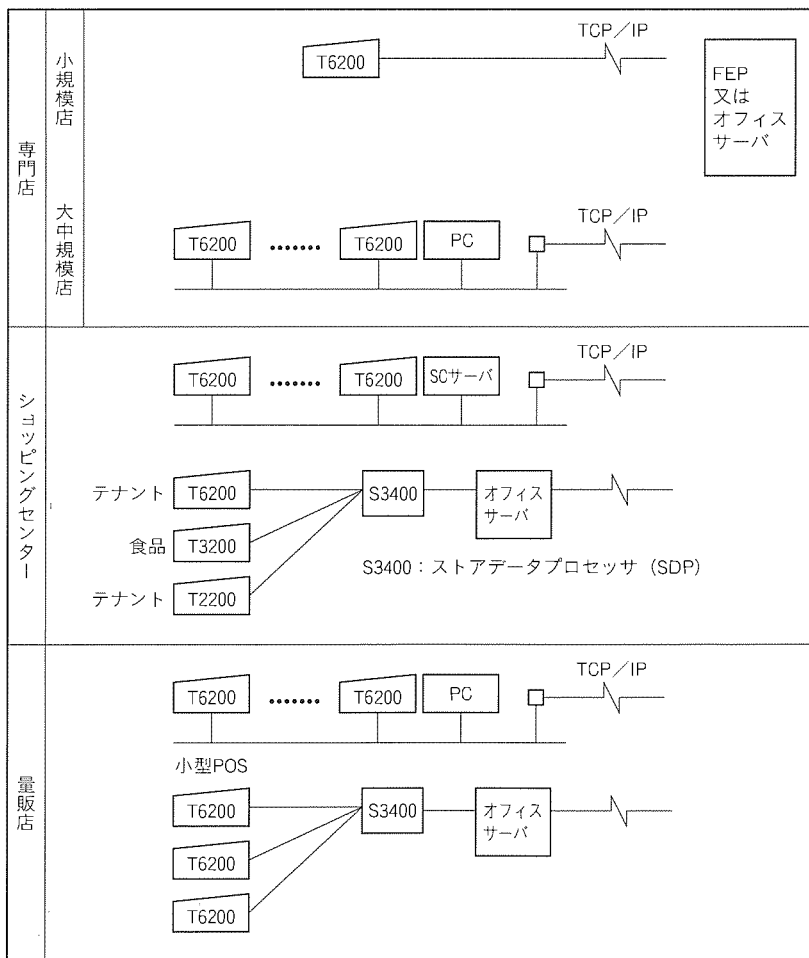 専門店
小規模店
T6200
TCP／IP
FEP
又は
オフィス
サーバ
大中規模店
T6200
T6200
PC
TCP／IP
ショッピングセンター
T6200
T6200
SCサーバ
TCP／IP
テナント
T6200
S3400
オフィス
サーバ
食品
T3200
S3400：ストアデータプロセッサ（SDP）
テナント
T2200
量販店
T6200
T6200
PC
TCP／IP
小型POS
T6200
S3400
オフィス
サーバ
T6200
T6200